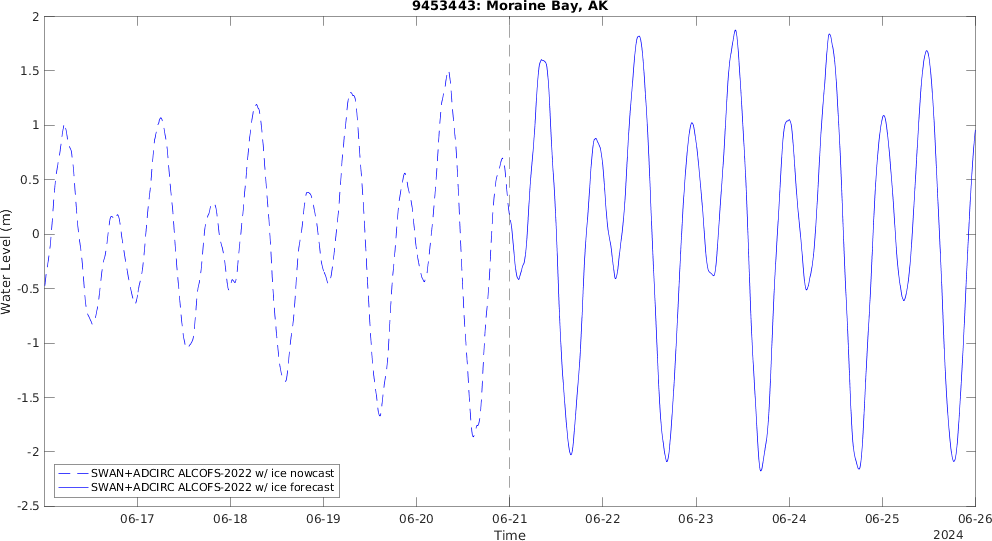 9453443: Moraine Bay, AK
Water Level (m)
2
1.5
1
0.5
0
-0.5
-1
-1.5
-2
-2.5
SWAN+ADCIRC ALCOFS-2022 w/ ice nowcast
SWAN+ADCIRC ALCOFS-2022 w/ ice forecast
06-17 06-18 06-19 06-20 06-21 06-22 06-23 06-24 06-25 06-26
Time
2024